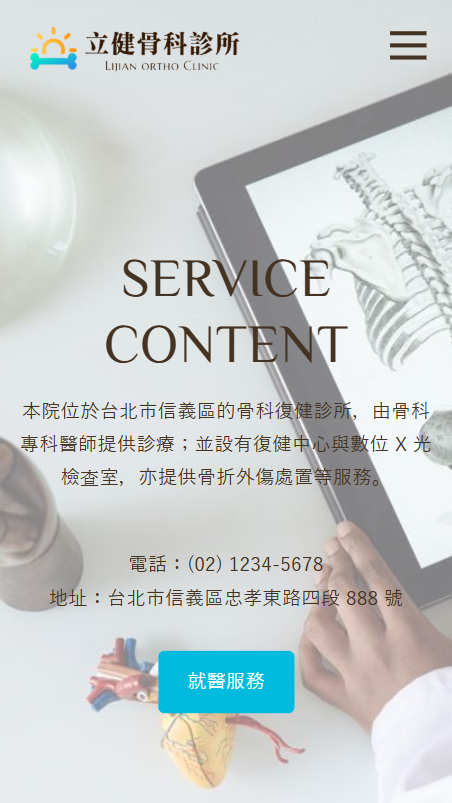 立健骨科診所
LIJIAN ORTHO CLINIC
SERVICE
CONTENT
本院位於台北市信義區的骨科復健診所，由骨科
專科醫師提供診療；並設有復健中心與數位 X 光
檢查室，亦提供骨折外傷處置等服務。
電話：(02) 1234-5678
地址：台北市信義區忠孝東路四段 888 號
就醫服務